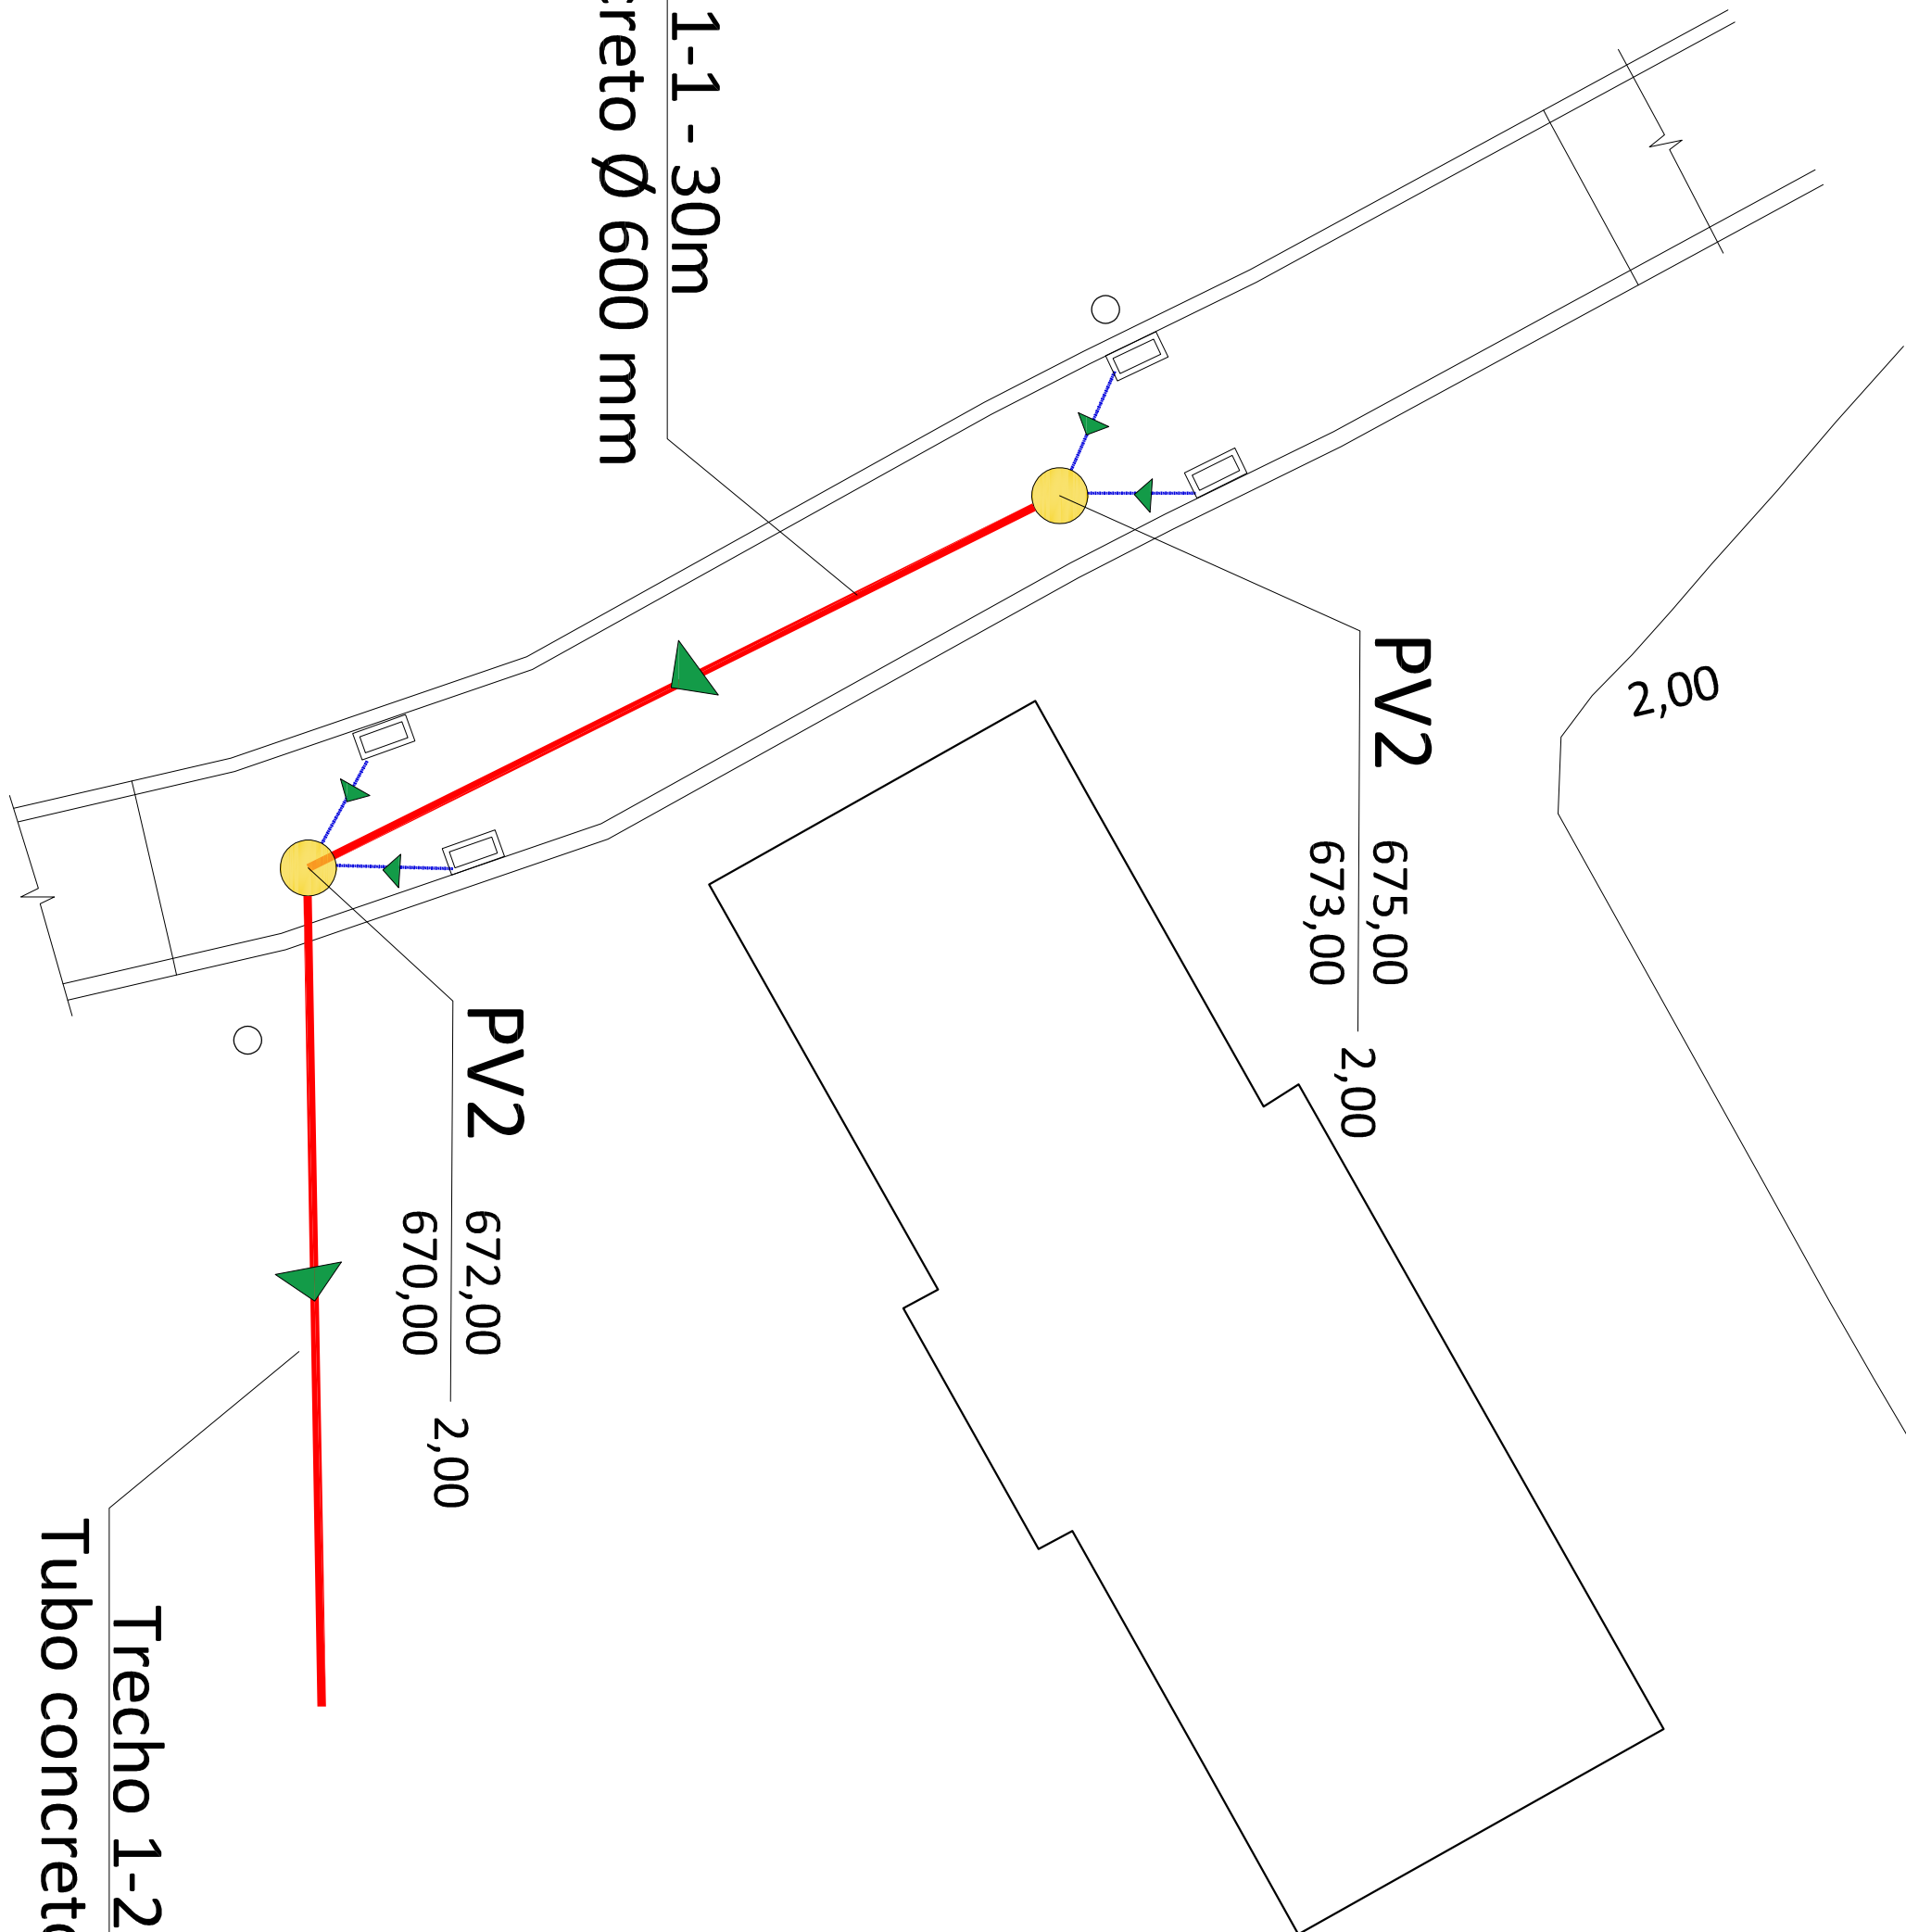 1-1 - 30m
creto Ø 600 mm
PV2
675,00
673,00
2,00
2,00
PV2
672,00
670,00
2,00
Trecho 1-2
Tubo concreto